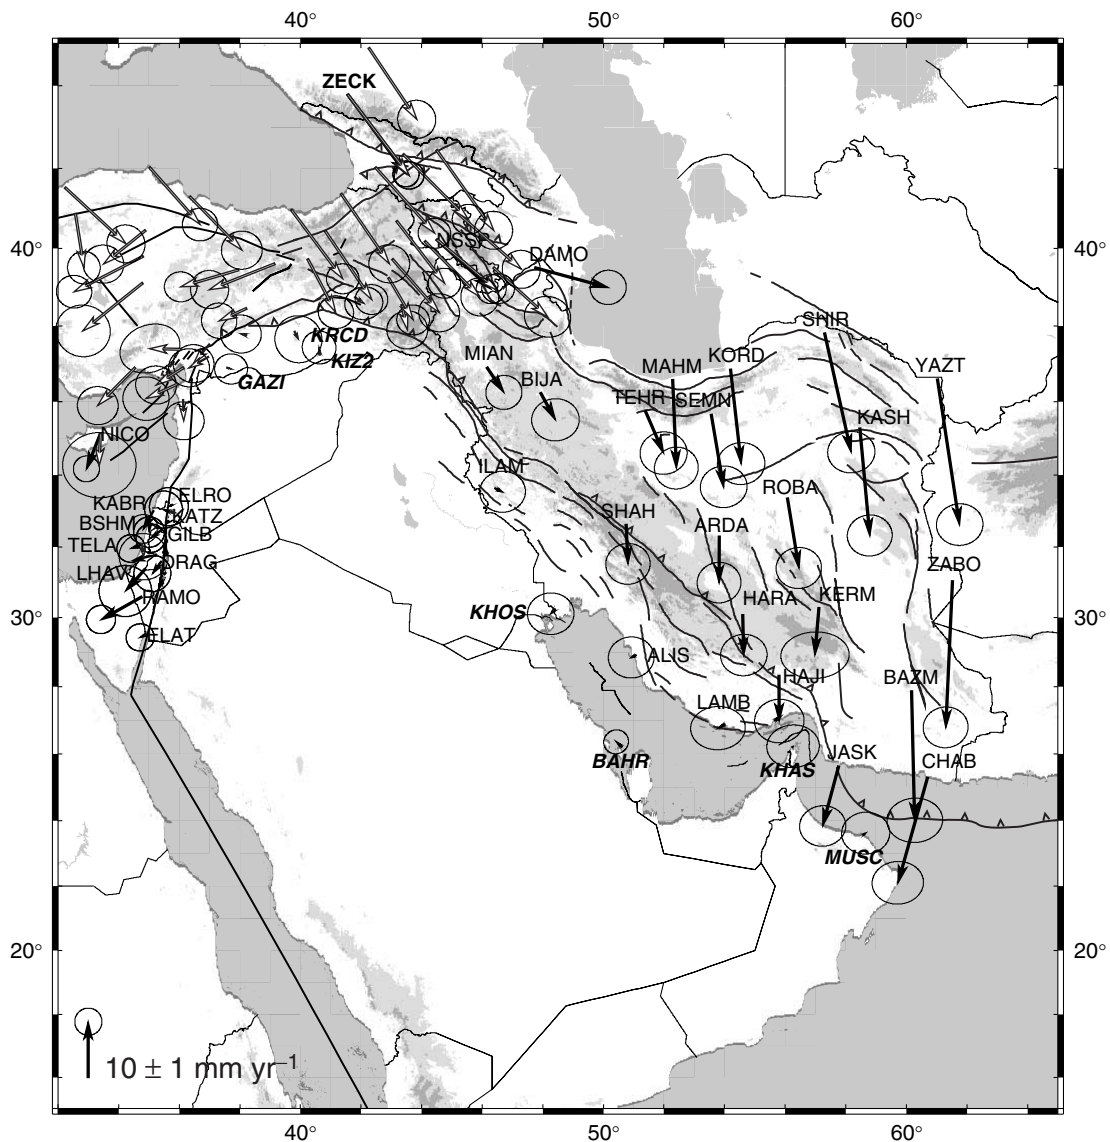 40° 50° 60°
ZECK
40° NSSP DAMO 40°
SHIR
KRCD MIAN MAHM KORD YAZT
KIZ2
GAZI BIJA TEHR SEMN KASH
NICO
ILAM ROBA
KABR ELRO
BSHM KATZ SHAH ARDA
GILB
TELA
DRAG ZABO
LHAV
RAMO HARA KERM
30° KHOS 30°
ELAT
ALIS HAJI BAZM
LAMB
BAHR KHAS JASK CHAB
MUSC
20° 20°
10 ± 1 mm yr⁻¹
40° 50° 60°